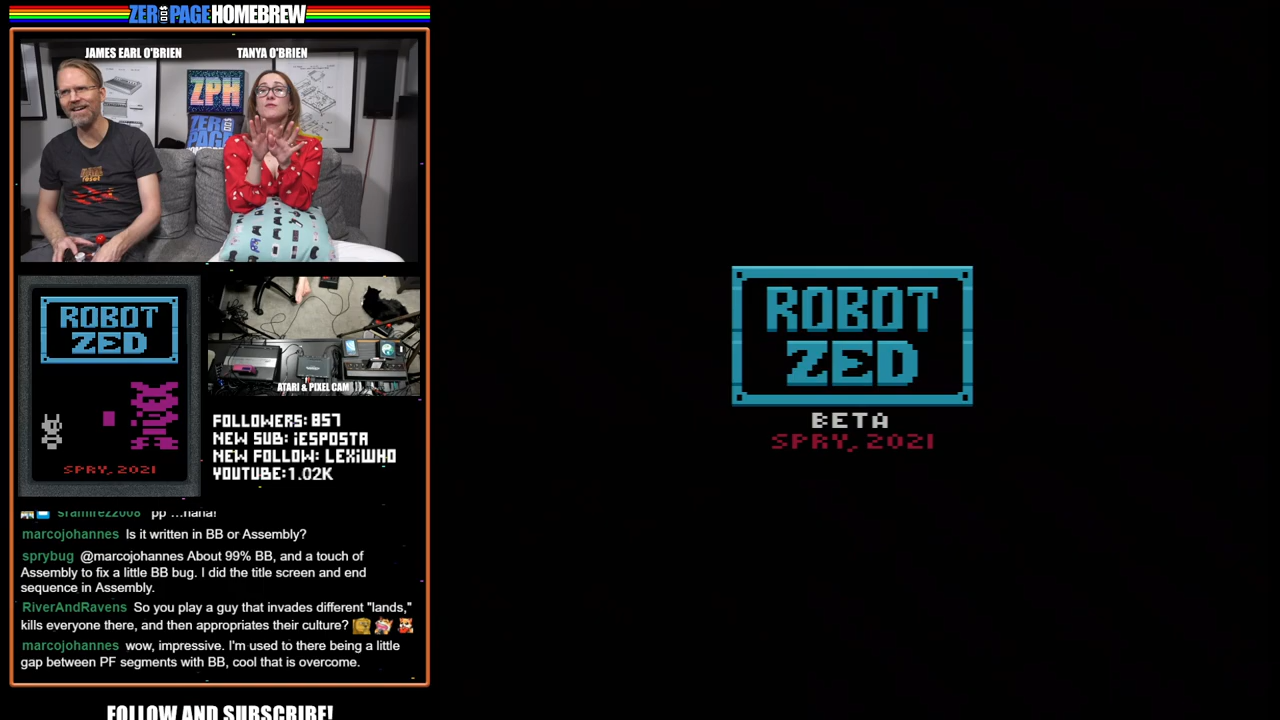 ZEROPAGE HOMEBREW
JAMES EARL O'BRIEN
TANYA O'BRIEN
ZPH
ZERO
PAGE
ROBOT
ZED
SPRY, 2021
ATARI & PIXEL CAM
FOLLOWERS: 857
NEW SUB: iESPOSTA
NEW FOLLOW: LEXiWHO
YOUTUBE:1.02K
sramirez2008 pp ...haha!
marcojohannes Is it written in BB or Assembly?
sprybug @marcojohannes About 99% BB, and a touch of
Assembly to fix a little BB bug. I did the title screen and end
sequence in Assembly.
RiverAndRavens So you play a guy that invades different "lands,"
kills everyone there, and then appropriates their culture?
marcojohannes wow, impressive. I'm used to there being a little
gap between PF segments with BB, cool that is overcome.
FOLLOW AND SUBSCRIBE!
ROBOT
ZED
BETA
SPRY, 2021